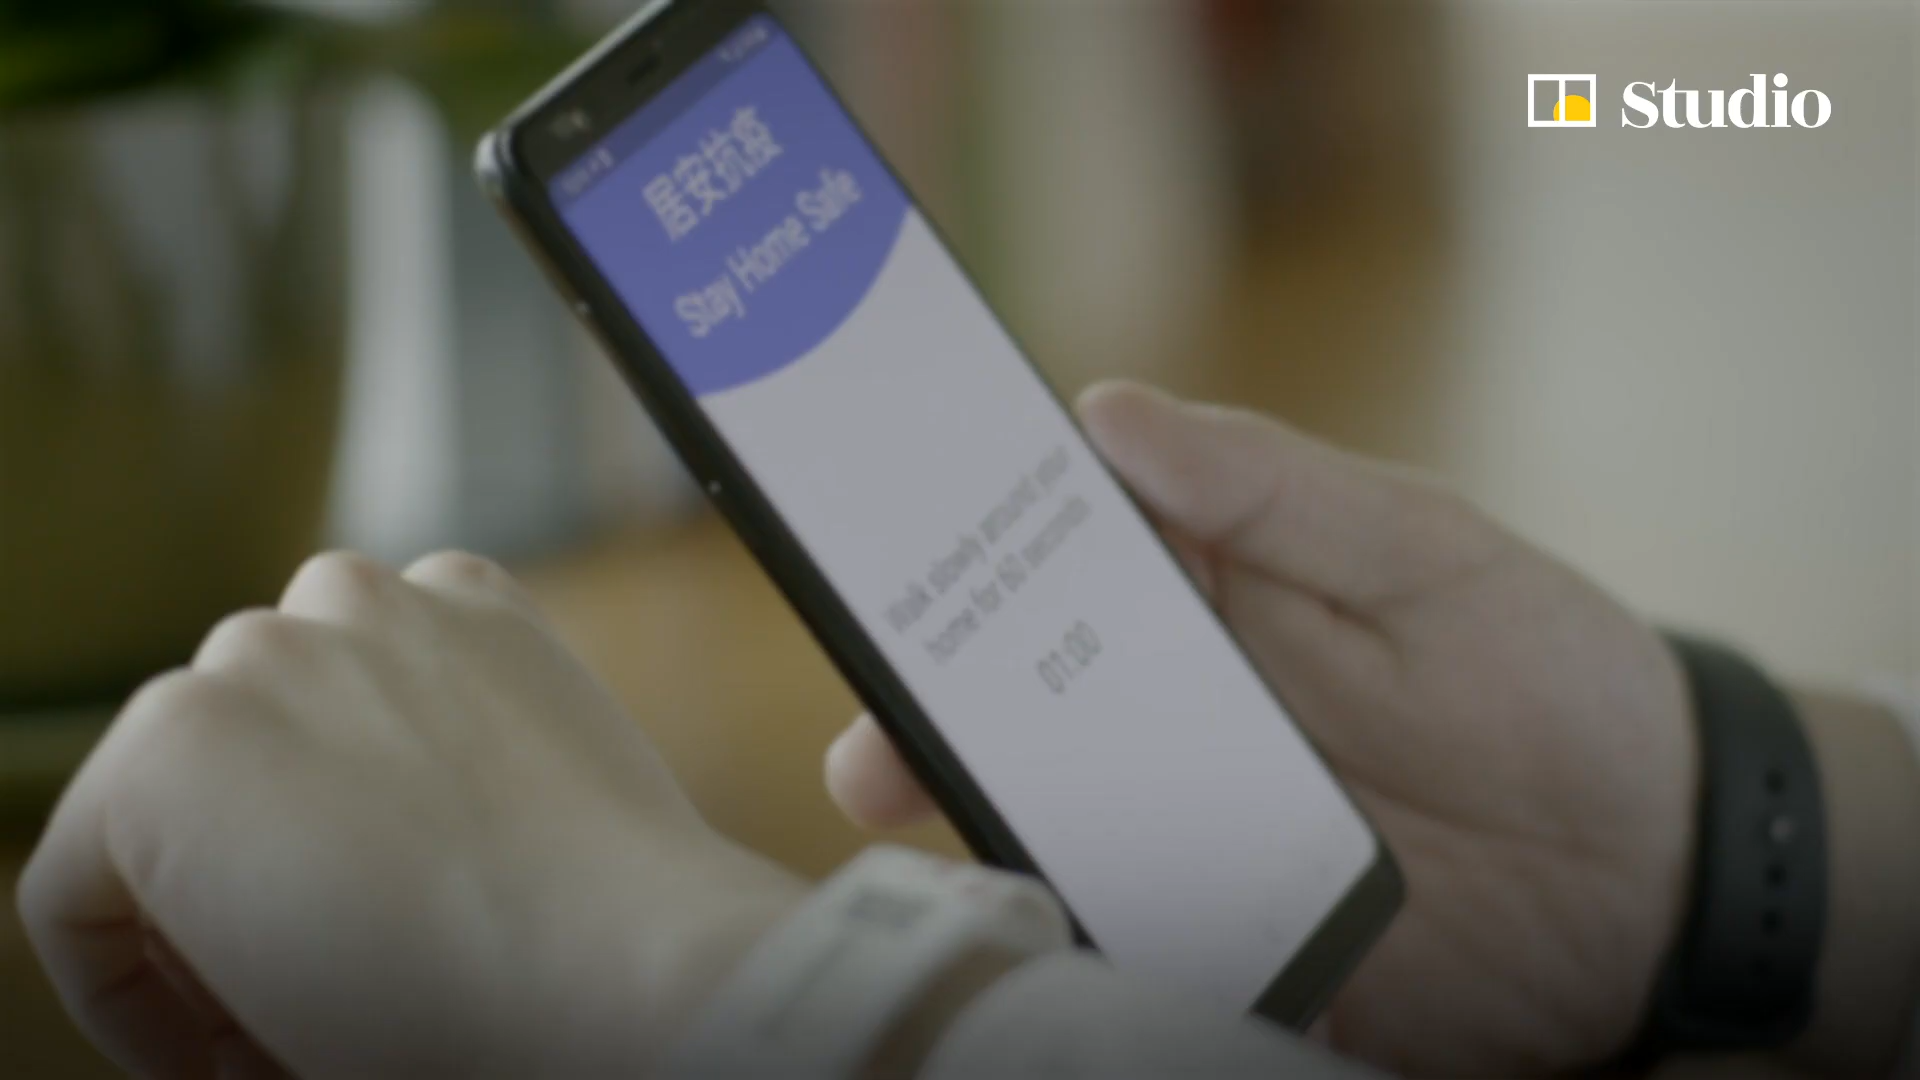 Studio
居安抗疫
Stay Home Safe
Walk slowly around your
home for 60 seconds
01:00